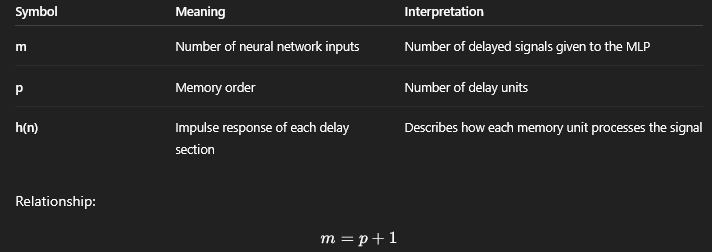 Symbol Meaning Interpretation
m Number of neural network inputs Number of delayed signals given to the MLP
p Memory order Number of delay units
h(n) Impulse response of each delay section Describes how each memory unit processes the signal
Relationship:
m = p + 1